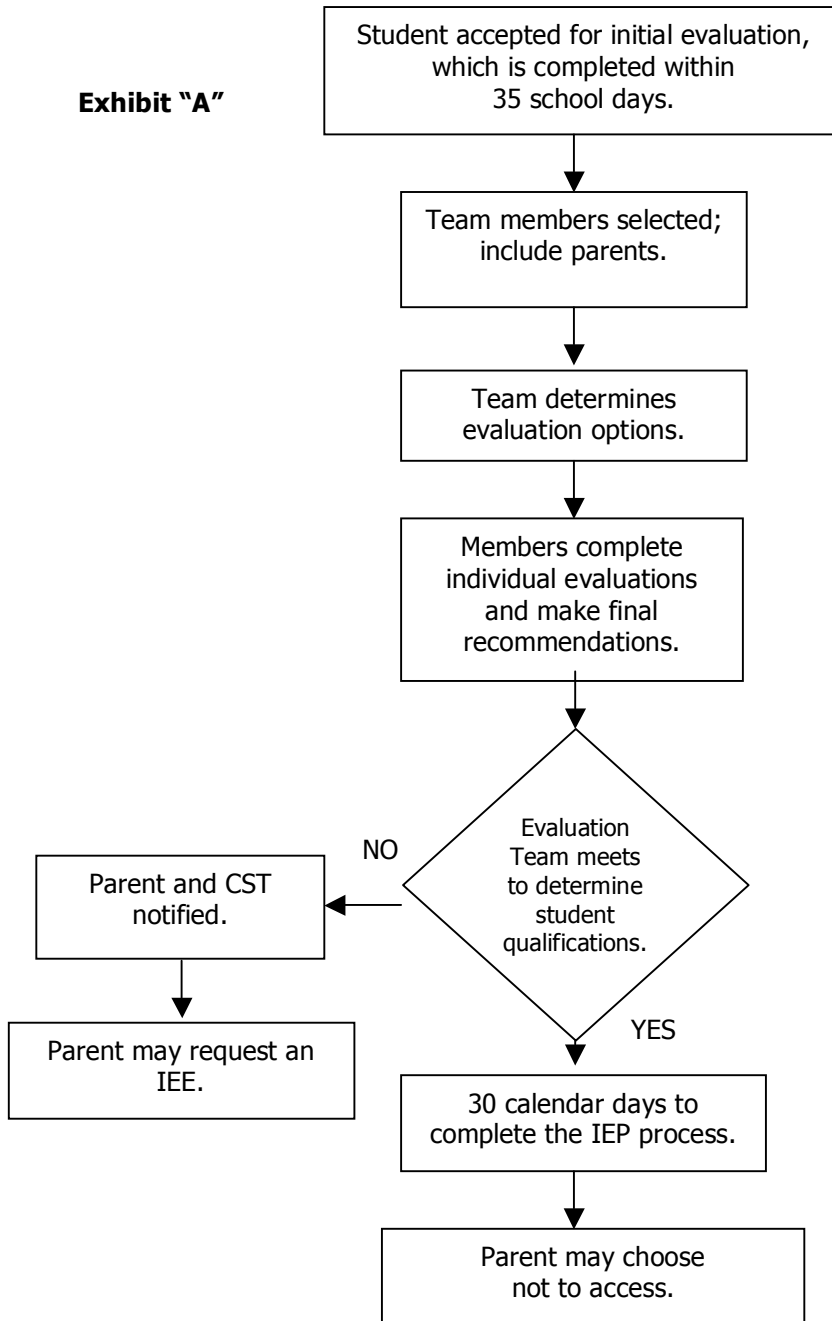 Student accepted for initial evaluation,
which is completed within
35 school days.
Exhibit “A”
Team members selected;
include parents.
Team determines
evaluation options.
Members complete
individual evaluations
and make final
recommendations.
Evaluation
Team meets
to determine
student
qualifications.
NO
Parent and CST
notified.
Parent may request an
IEE.
YES
30 calendar days to
complete the IEP process.
Parent may choose
not to access.